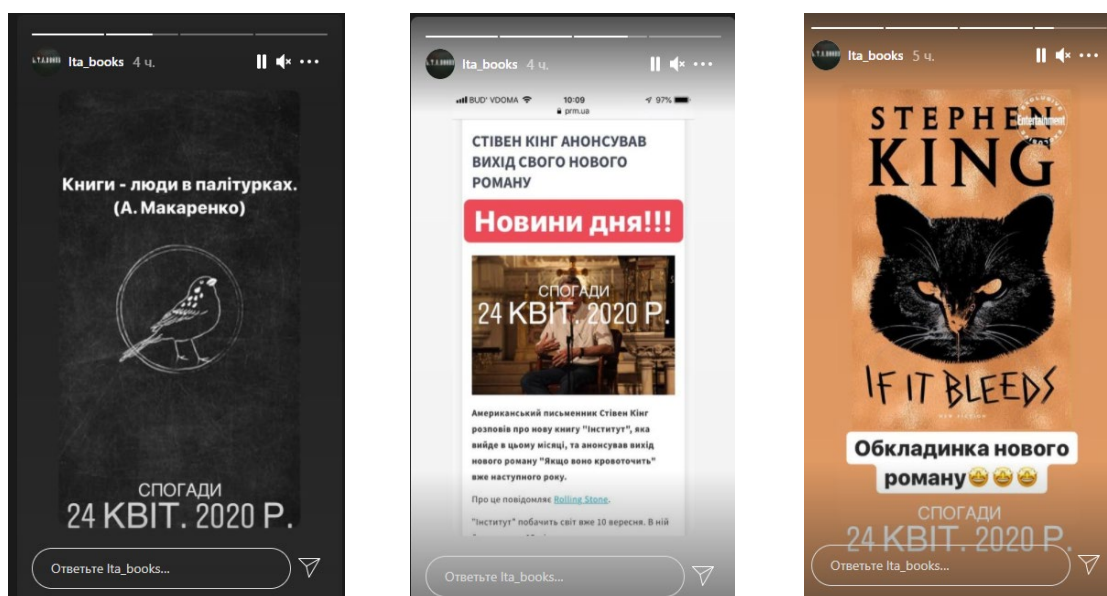 lta_books 4 ч.
Книги - люди в палітурках.
(А. Макаренко)
СПОГАДИ
24 КВІТ. 2020 Р.
Ответьте lta_books...
lta_books 4 ч.
BUD' VDOMA 10:09 97%
prm.ua
СТІВЕН КІНГ АНОНСУВАВ
ВИХІД СВОГО НОВОГО
РОМАНУ
Новини дня!!!
СПОГАДИ
24 КВІТ. 2020 Р.
Американський письменник Стівен Кінг
розповів про нову книгу "Інститут", яка
вийде в цьому місяці, та анонсував вихід
нового роману "Якщо воно кровоточить"
вже наступного року.
Про це повідомляє Rolling Stone.
"Інститут" побачить світ вже 10 вересня. В ній
Ответьте lta_books...
lta_books 5 ч.
STEPHEN
Entertainment
KING
IF IT BLEEDS
NEW FICTION
Обкладинка нового
роману🤩🤩🤩
СПОГАДИ
24 КВІТ. 2020 Р.
Ответьте lta_books...